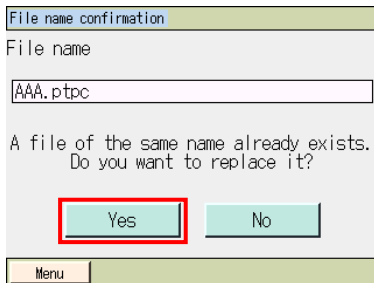 File name confirmation
File name
AAA.ptpc
A file of the same name already exists.
Do you want to replace it?
Yes
No
Menu